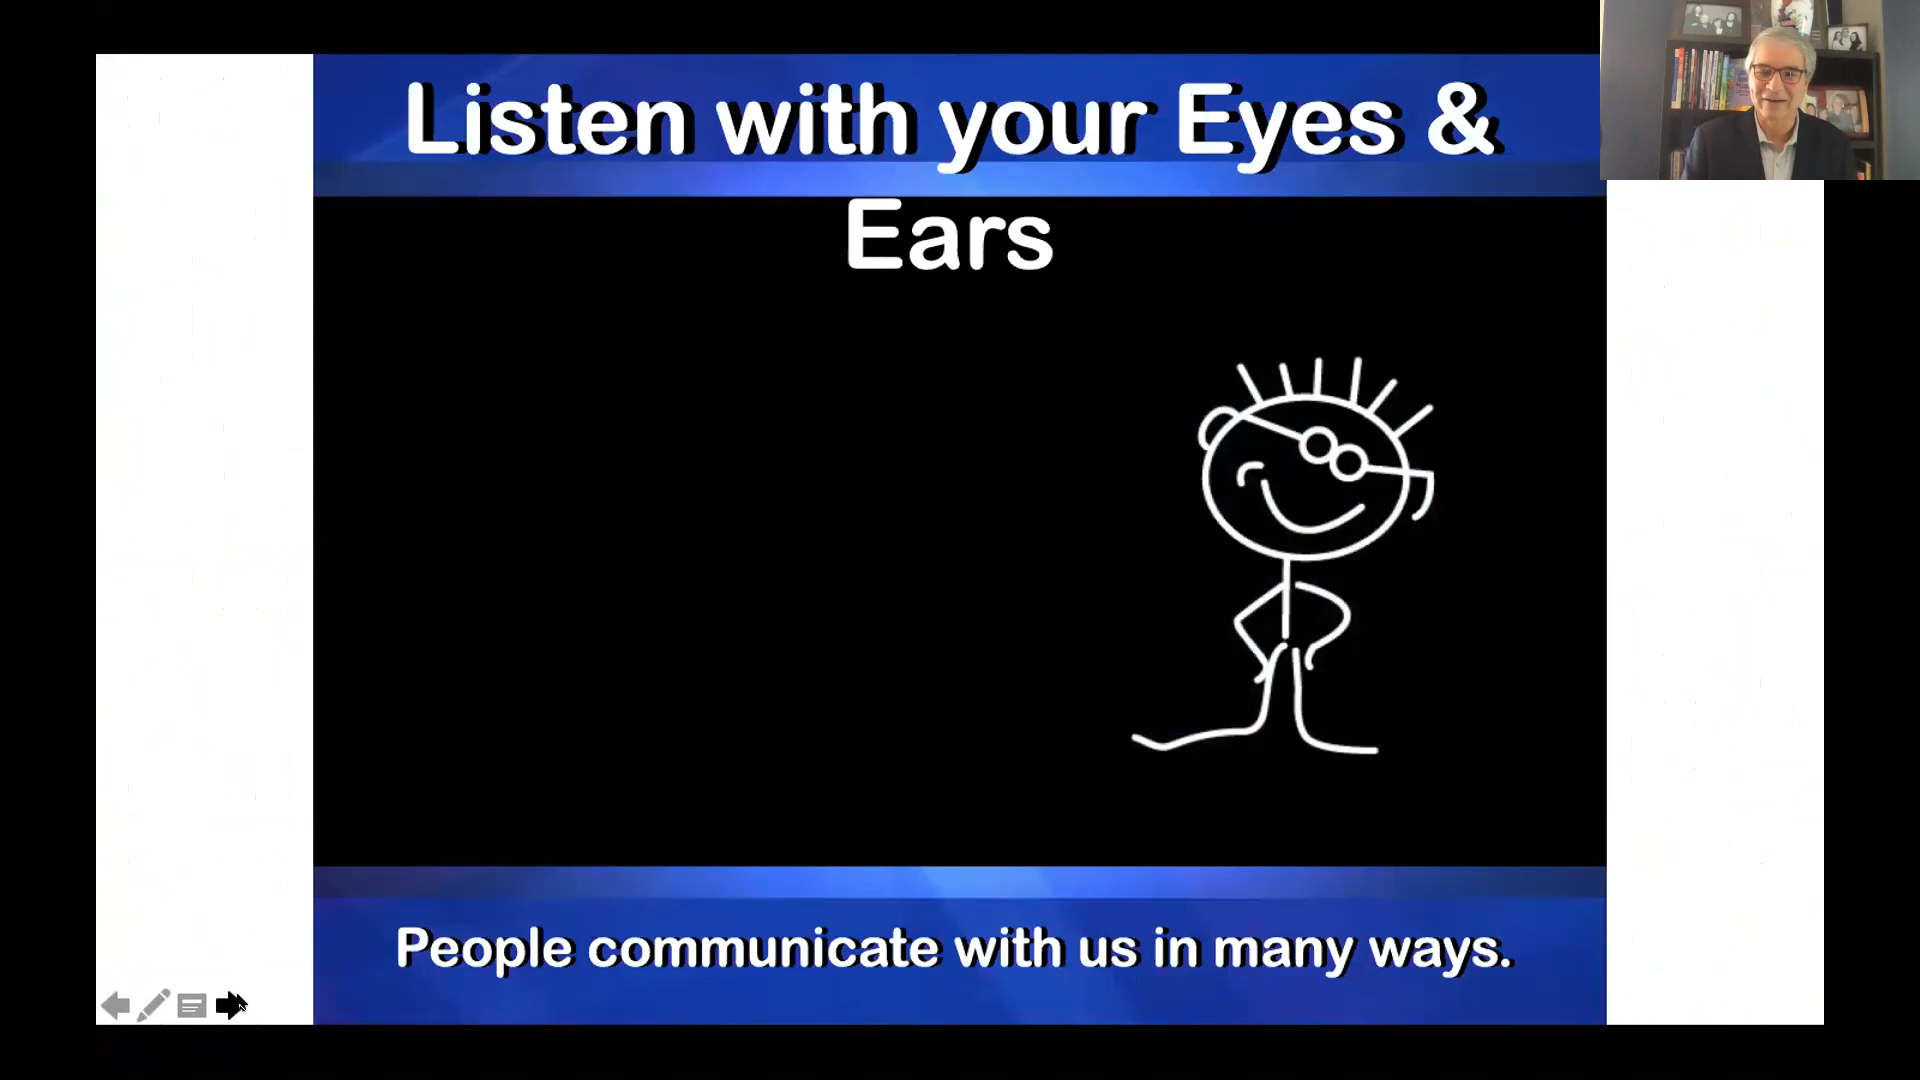 Listen with your Eyes &
Ears
People communicate with us in many ways.